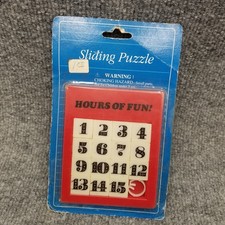 Sliding Puzzle
WARNING!
CHOKING HAZARD
HOURS OF FUN!
1 2 3 4
5 6 7 8
9 10 11 12
13 14 15